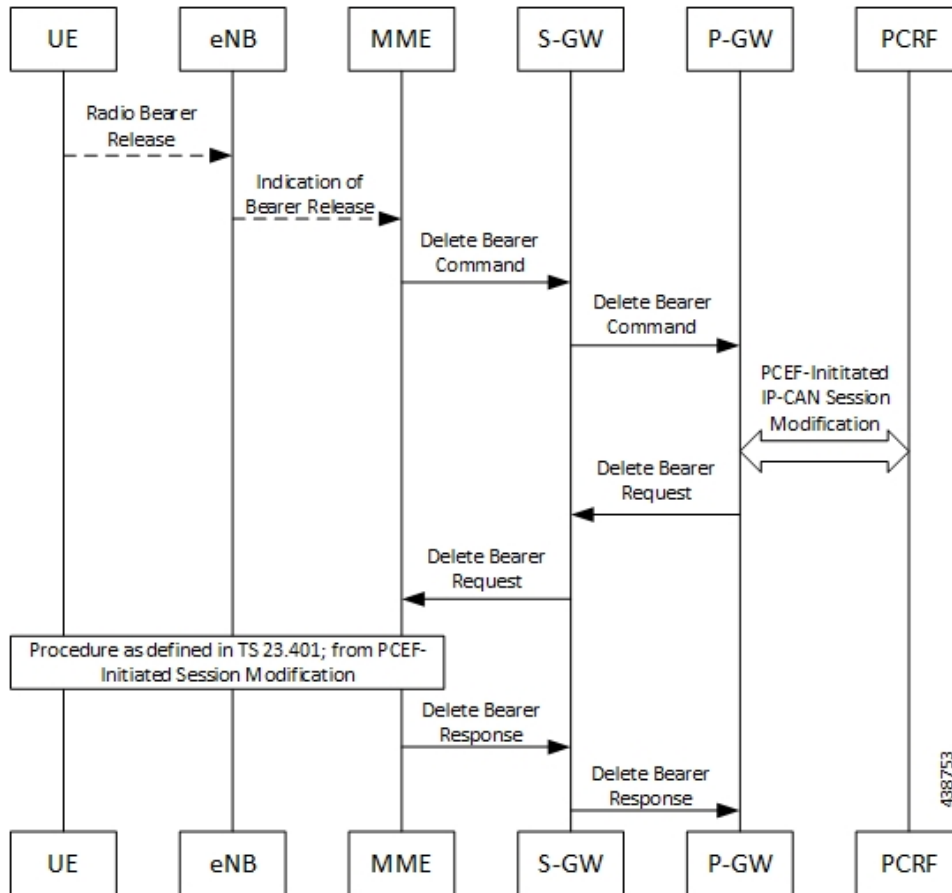 UE
eNB
MME
S-GW
P-GW
PCRF
Radio Bearer
Release
Indication of
Bearer Release
Delete Bearer
Command
Delete Bearer
Command
PCEF-Inititated
IP-CAN Session
Modification
Delete Bearer
Request
Delete Bearer
Request
Procedure as defined in TS 23.401; from PCEF-
Initiated Session Modification
Delete Bearer
Response
Delete Bearer
Response
438753
UE
eNB
MME
S-GW
P-GW
PCRF